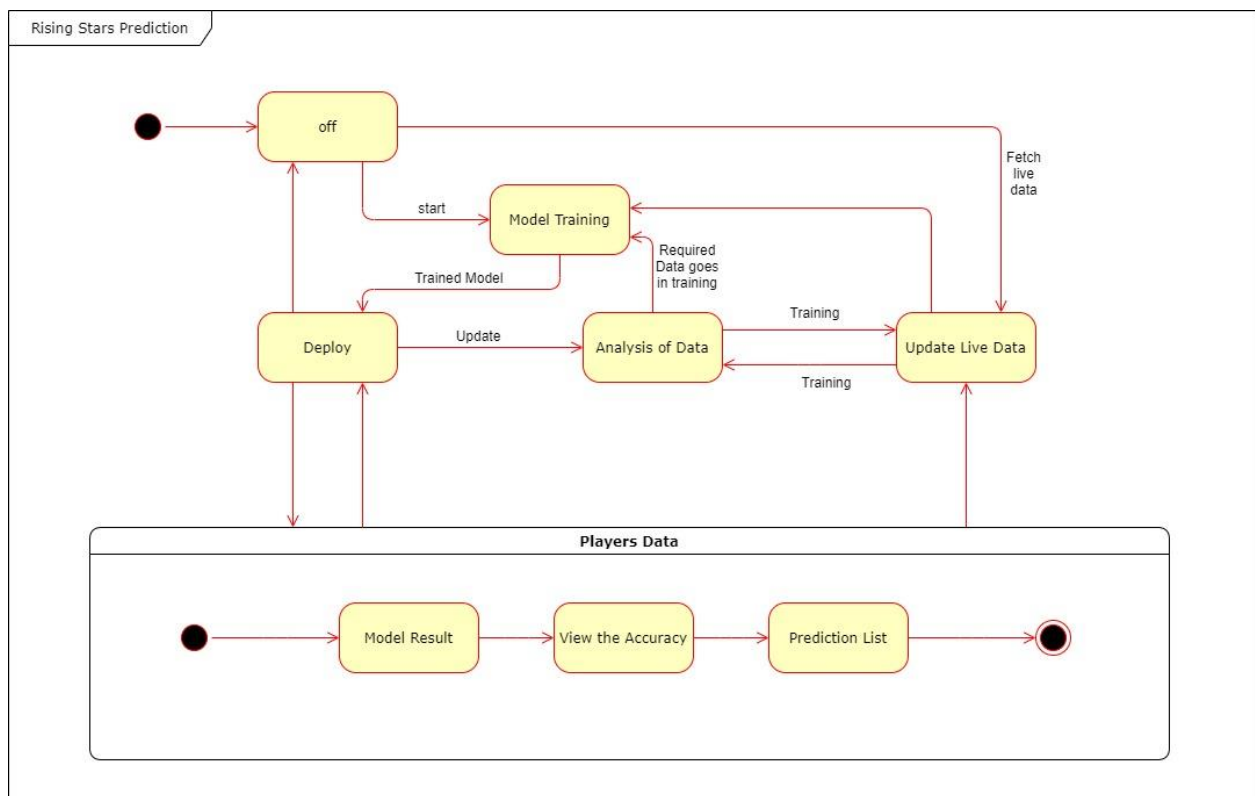 Rising Stars Prediction
off
Fetch
live
data
start
Model Training
Required
Data goes
in training
Trained Model
Training
Update
Deploy
Analysis of Data
Update Live Data
Training
Players Data
Model Result
View the Accuracy
Prediction List